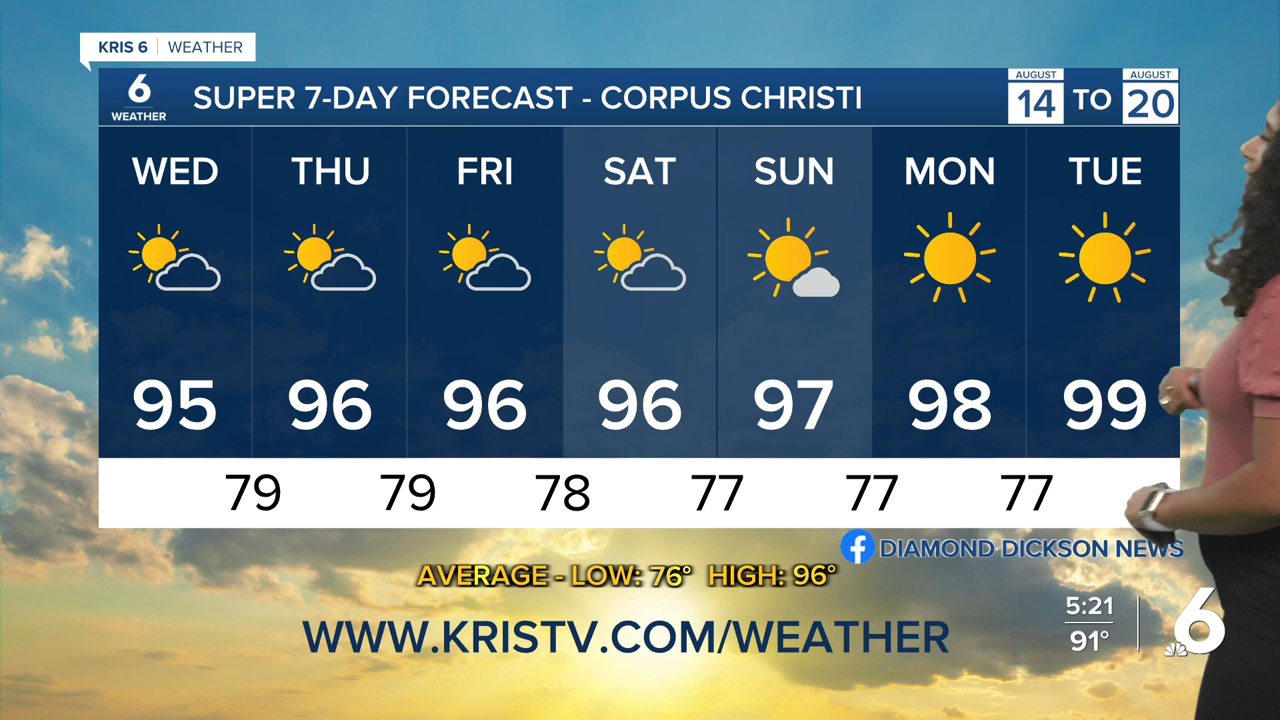 KRIS 6 | WEATHER
6
WEATHER
SUPER 7-DAY FORECAST - CORPUS CHRISTI
AUGUST
14
TO
AUGUST
20
WED THU FRI SAT SUN MON TUE
95 96 96 96 97 98 99
79 79 78 77 77 77
DIAMOND DICKSON NEWS
AVERAGE - LOW: 76° HIGH: 96°
WWW.KRISTV.COM/WEATHER
5:21
91°
6